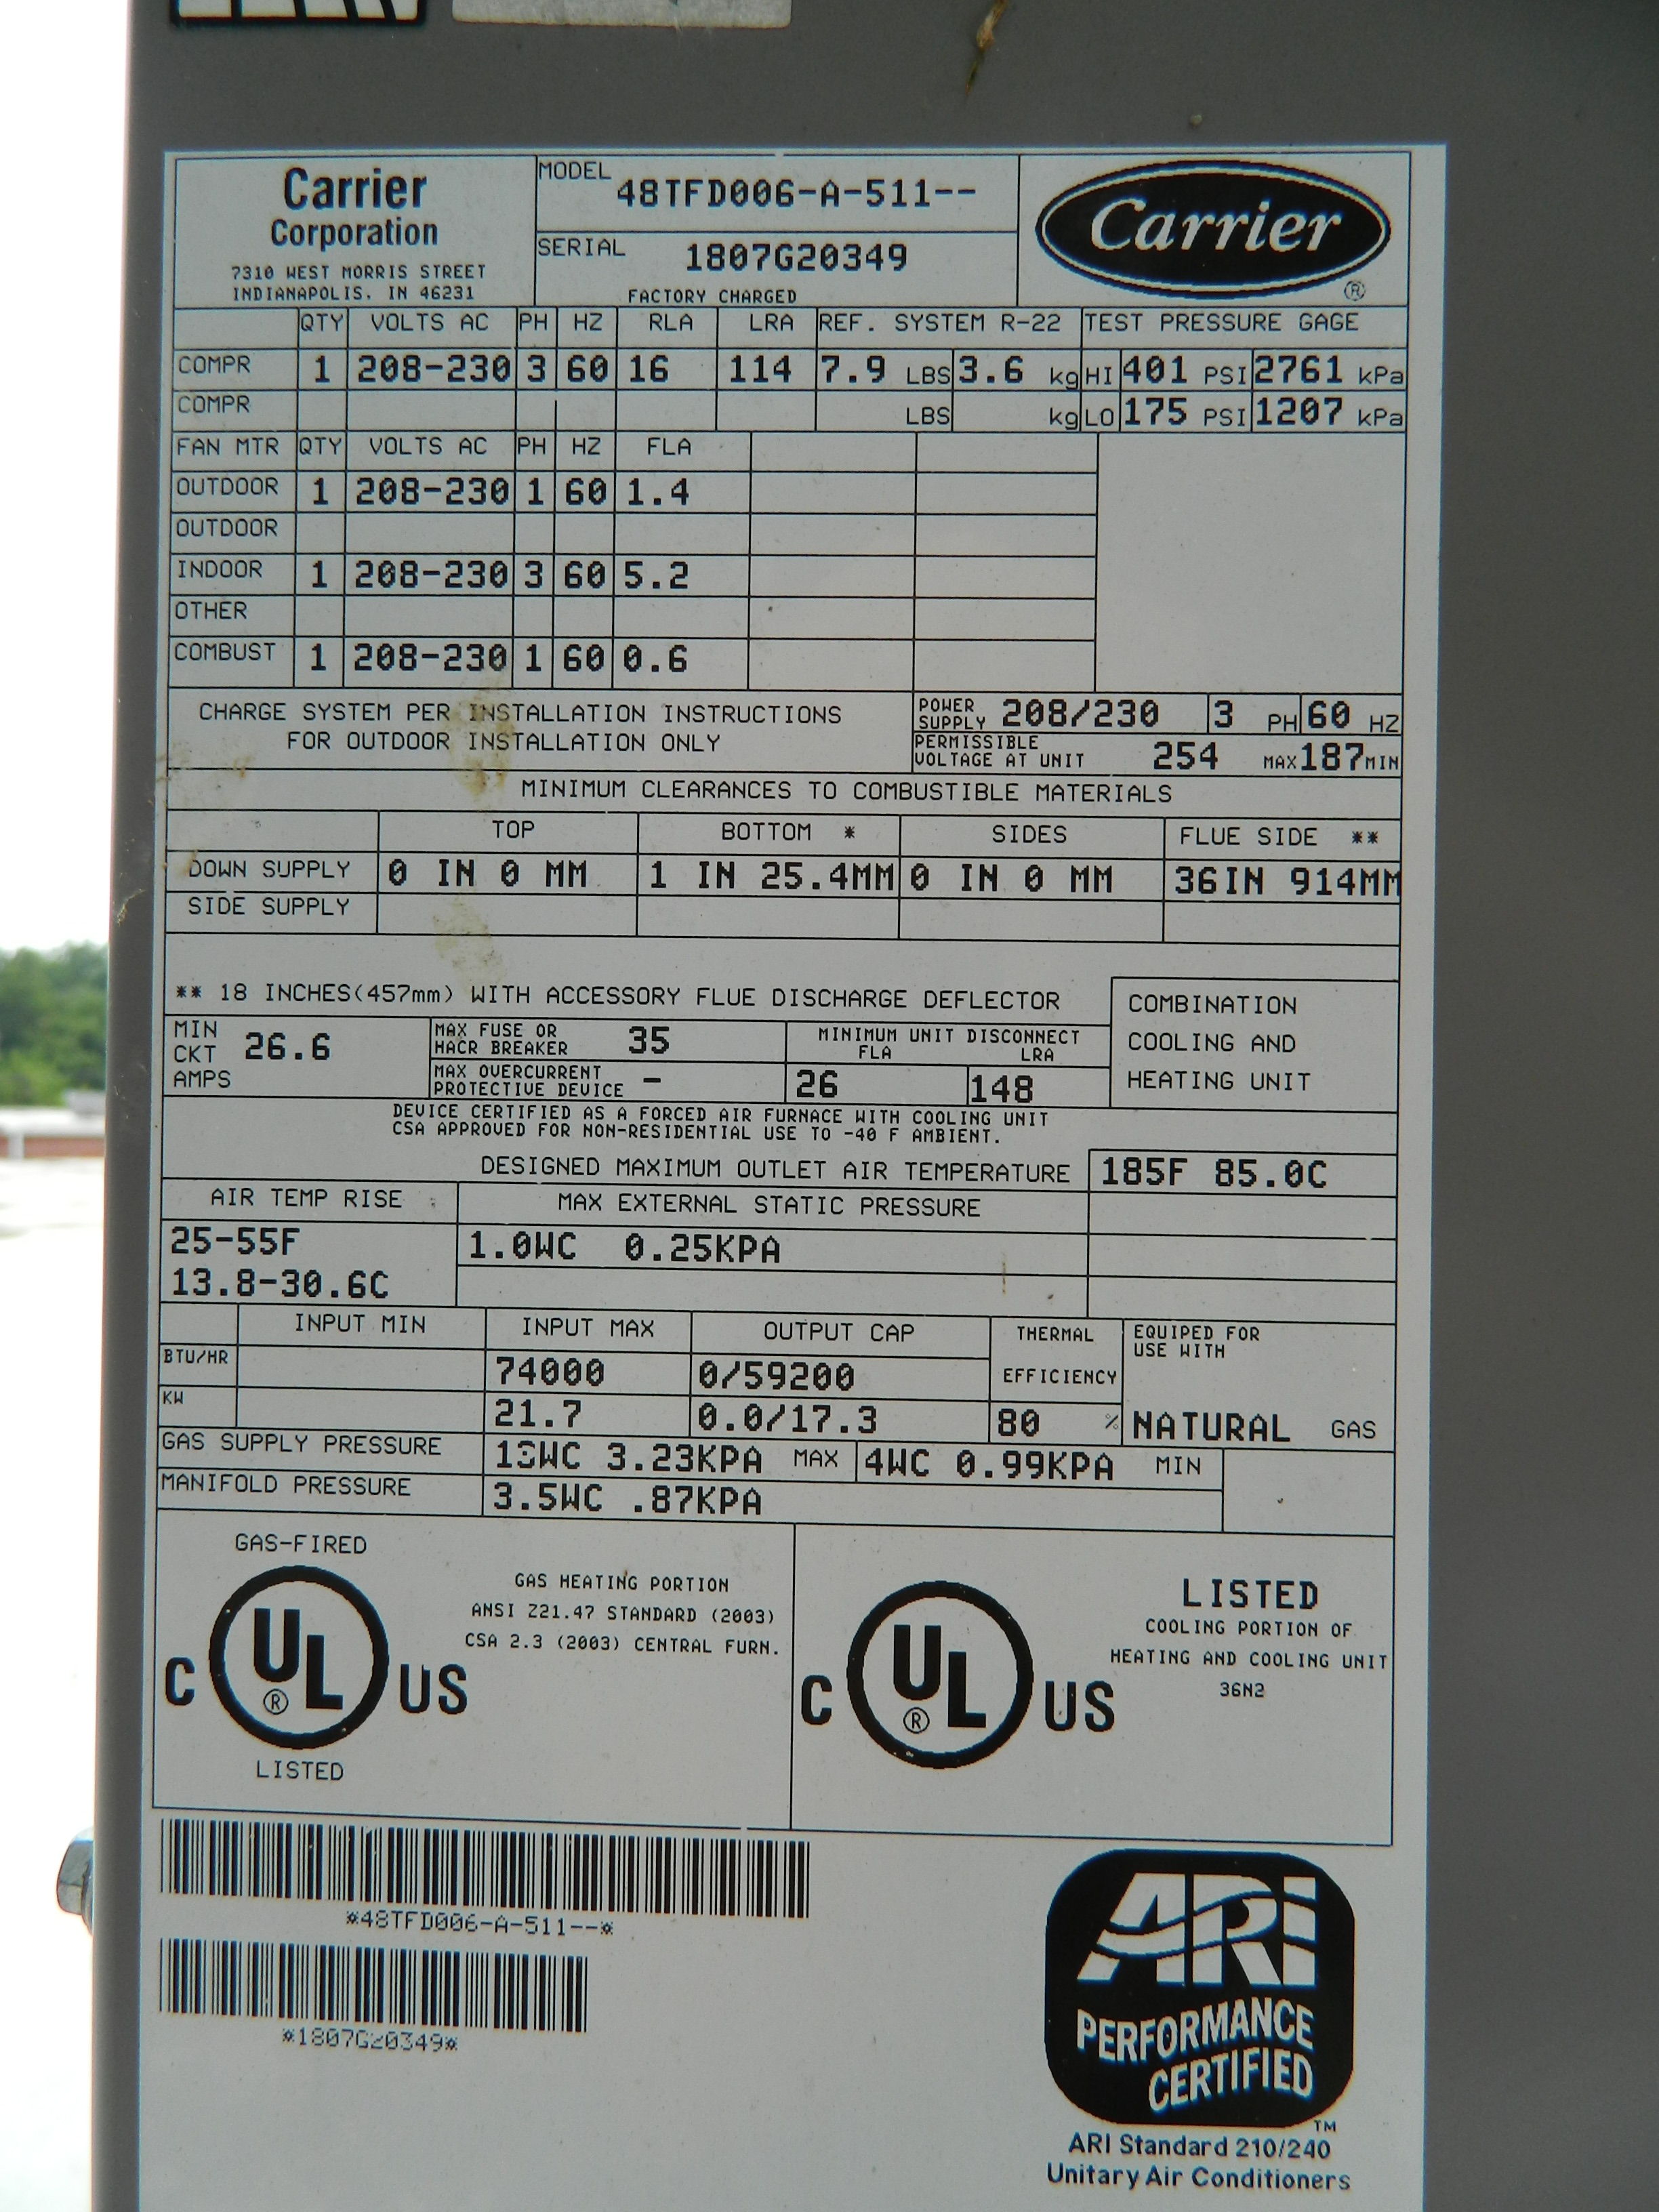 Carrier
Corporation
7310 WEST MORRIS STREET
INDIANAPOLIS. IN 46231
MODEL 48TFD006-A-511--
SERIAL 1807G20349
FACTORY CHARGED
Carrier ®
QTY VOLTS AC PH HZ RLA LRA REF. SYSTEM R-22 TEST PRESSURE GAGE
COMPR 1 208-230 3 60 16 114 7.9 LBS 3.6 kg HI 401 PSI 2761 kPa
COMPR LBS kg LO 175 PSI 1207 kPa
FAN MTR QTY VOLTS AC PH HZ FLA
OUTDOOR 1 208-230 1 60 1.4
OUTDOOR
INDOOR 1 208-230 3 60 5.2
OTHER
COMBUST 1 208-230 1 60 0.6
CHARGE SYSTEM PER INSTALLATION INSTRUCTIONS
FOR OUTDOOR INSTALLATION ONLY
POWER
SUPPLY 208/230 3 PH 60 HZ
PERMISSIBLE
VOLTAGE AT UNIT 254 MAX 187 MIN
MINIMUM CLEARANCES TO COMBUSTIBLE MATERIALS
TOP BOTTOM * SIDES FLUE SIDE **
DOWN SUPPLY 0 IN 0 MM 1 IN 25.4MM 0 IN 0 MM 36IN 914MM
SIDE SUPPLY
** 18 INCHES(457mm) WITH ACCESSORY FLUE DISCHARGE DEFLECTOR
COMBINATION
COOLING AND
HEATING UNIT
MIN
CKT
AMPS 26.6
MAX FUSE OR
HACR BREAKER 35
MAX OVERCURRENT
PROTECTIVE DEVICE -
MINIMUM UNIT DISCONNECT
FLA LRA
26 148
DEVICE CERTIFIED AS A FORCED AIR FURNACE WITH COOLING UNIT
CSA APPROVED FOR NON-RESIDENTIAL USE TO -40 F AMBIENT.
DESIGNED MAXIMUM OUTLET AIR TEMPERATURE 185F 85.0C
AIR TEMP RISE MAX EXTERNAL STATIC PRESSURE
25-55F 1.0WC 0.25KPA
13.8-30.6C
INPUT MIN INPUT MAX OUTPUT CAP THERMAL
EFFICIENCY
EQUIPED FOR
USE WITH
BTU/HR 74000 0/59200
KW 21.7 0.0/17.3 80 % NATURAL GAS
GAS SUPPLY PRESSURE 13WC 3.23KPA MAX 4WC 0.99KPA MIN
MANIFOLD PRESSURE 3.5WC .87KPA
GAS-FIRED
C UL ® US
LISTED
GAS HEATING PORTION
ANSI Z21.47 STANDARD (2003)
CSA 2.3 (2003) CENTRAL FURN.
C UL ® US
LISTED
COOLING PORTION OF
HEATING AND COOLING UNIT
36N2
*48TFD006-A-511--*
*1807G20349*
ARI
PERFORMANCE
CERTIFIED
TM
ARI Standard 210/240
Unitary Air Conditioners